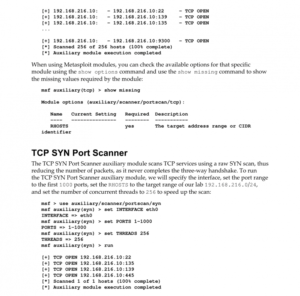 [+] 192.168.216.10: - 192.168.216.10:22 - TCP OPEN
[+] 192.168.216.10: - 192.168.216.10:139 - TCP OPEN
[+] 192.168.216.10: - 192.168.216.10:135 - TCP OPEN
...
[+] 192.168.216.10: - 192.168.216.10:9300 - TCP OPEN
[*] Scanned 256 of 256 hosts (100% complete)
[*] Auxiliary module execution completed
When using Metasploit modules, you can check the available options for that specific
module using the show options command and use the show missing command to show
the missing values required by the module:
msf auxiliary(tcp) > show missing
Module options (auxiliary/scanner/portscan/tcp):
Name Current Setting Required Description
---- --------------- -------- -----------
RHOSTS yes The target address range or CIDR
identifier
TCP SYN Port Scanner
The TCP SYN Port Scanner auxiliary module scans TCP services using a raw SYN scan, thus
reducing the number of packets, as it never completes the three-way handshake. To run
the TCP SYN Port Scanner auxiliary module, we will specify the interface, set the port range
to the first 1000 ports, set the RHOSTS to the target range of our lab 192.168.216.0/24,
and set the number of concurrent threads to 256 to speed up the scan:
msf > use auxiliary/scanner/portscan/syn
msf auxiliary(syn) > set INTERFACE eth0
INTERFACE => eth0
msf auxiliary(syn) > set PORTS 1-1000
PORTS => 1-1000
msf auxiliary(syn) > set THREADS 256
THREADS => 256
msf auxiliary(syn) > run
[*] TCP OPEN 192.168.216.10:22
[*] TCP OPEN 192.168.216.10:135
[*] TCP OPEN 192.168.216.10:139
[*] TCP OPEN 192.168.216.10:445
[*] Scanned 1 of 1 hosts (100% complete)
[*] Auxiliary module execution completed